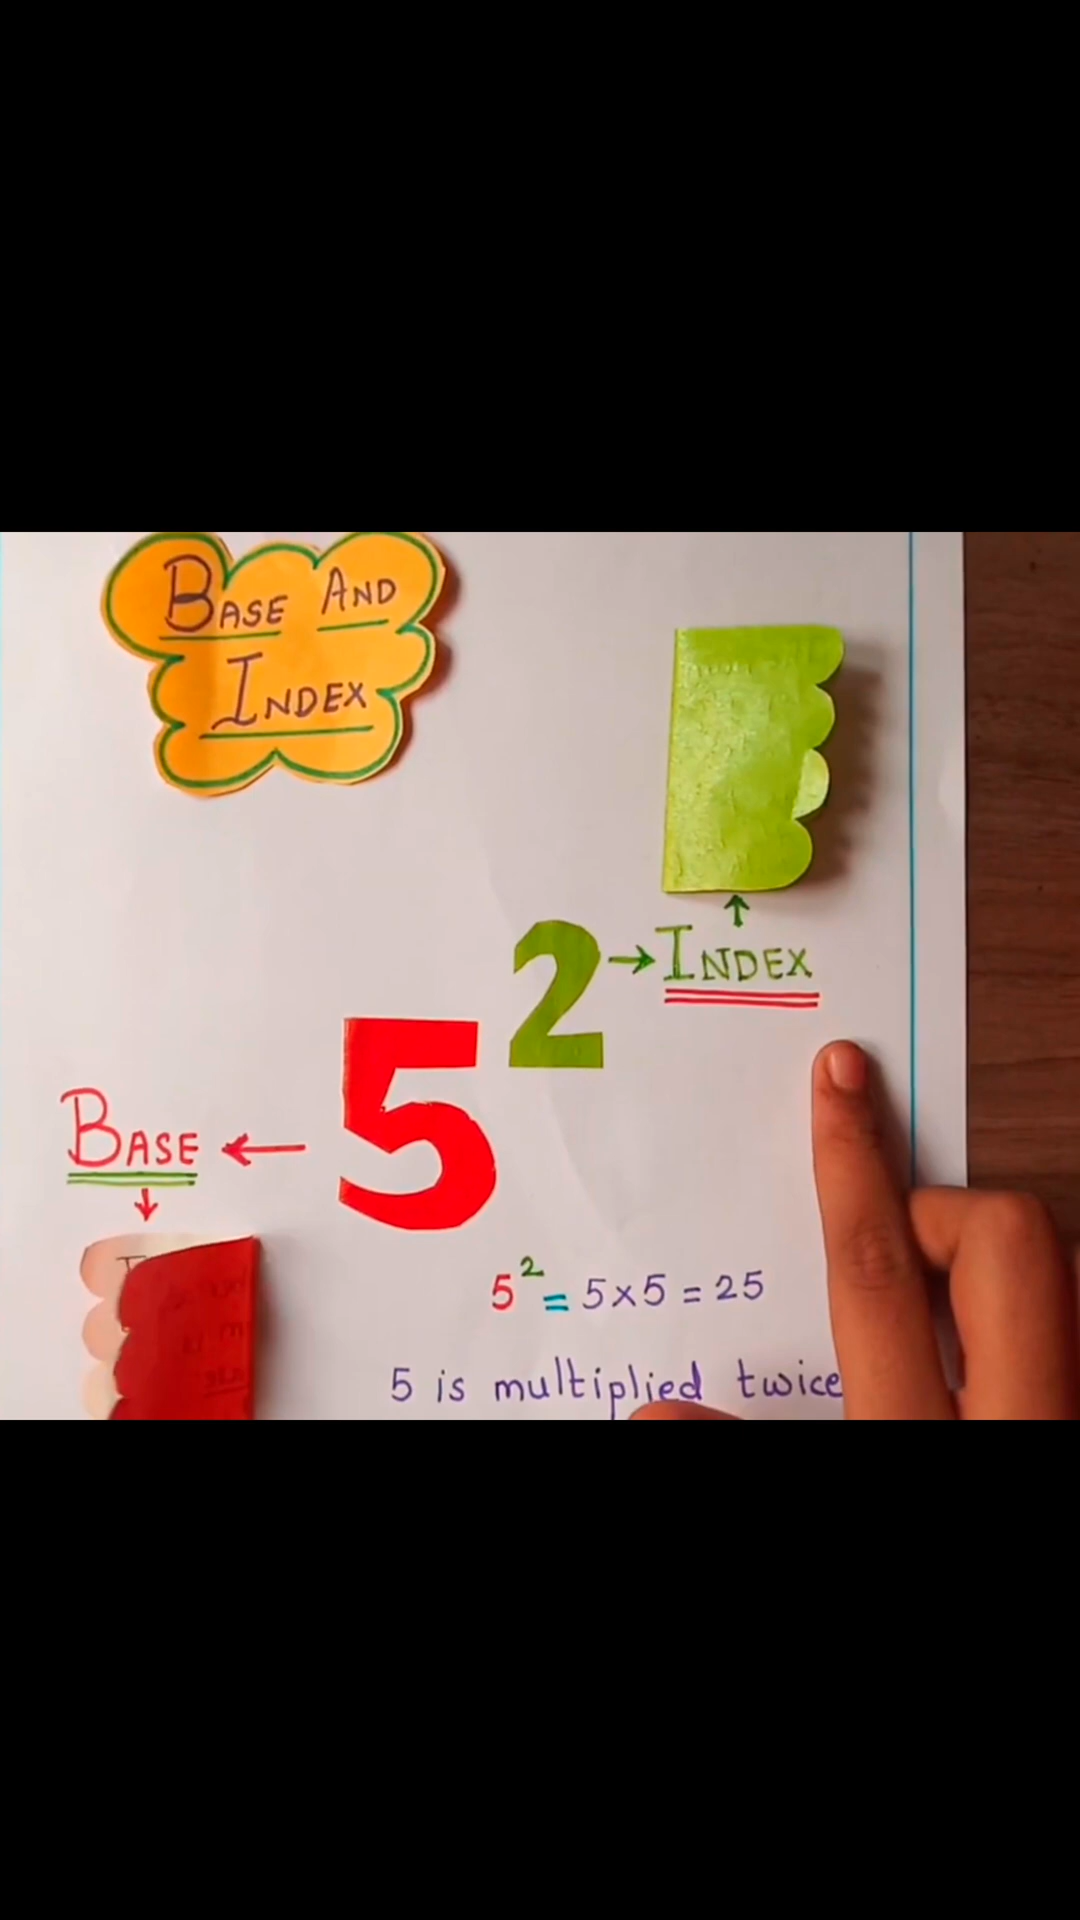 BASE AND
INDEX
2 → INDEX
5
BASE ←
5² = 5×5 = 25
5 is multiplied twice